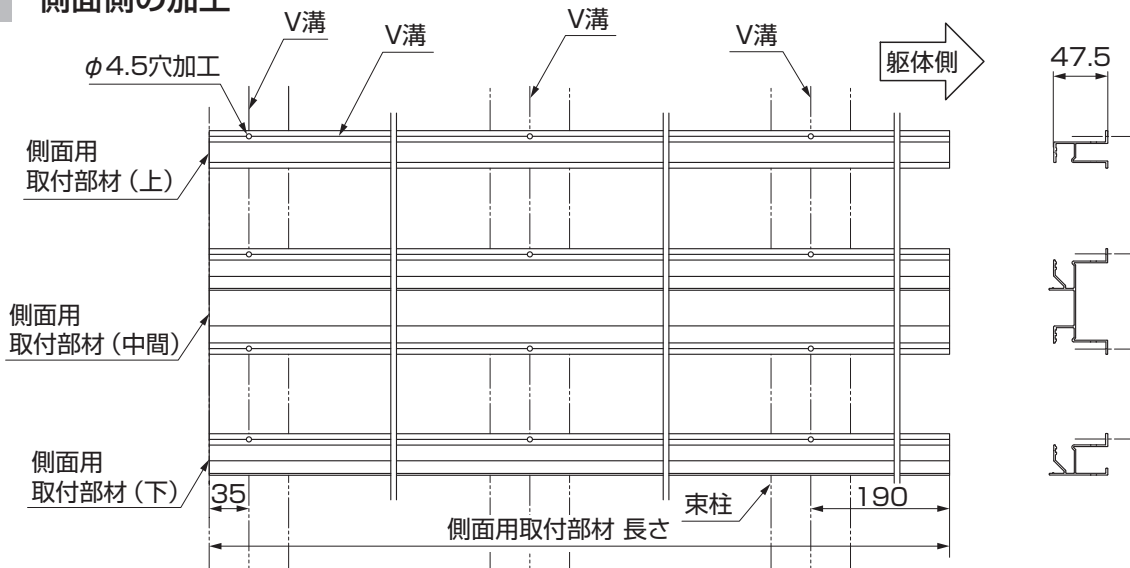 側面側の加工
V溝
V溝
V溝
V溝
φ4.5穴加工
躯体側
47.5
側面用
取付部材（上）
側面用
取付部材（中間）
側面用
取付部材（下）
35
束柱
190
側面用取付部材 長さ